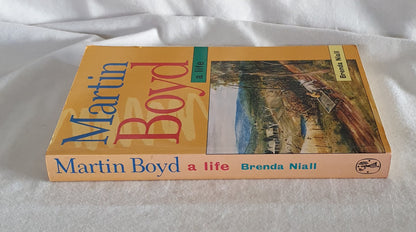 Martin
Boyd
a life
Brenda Niall
Martin Boyd a life Brenda Niall